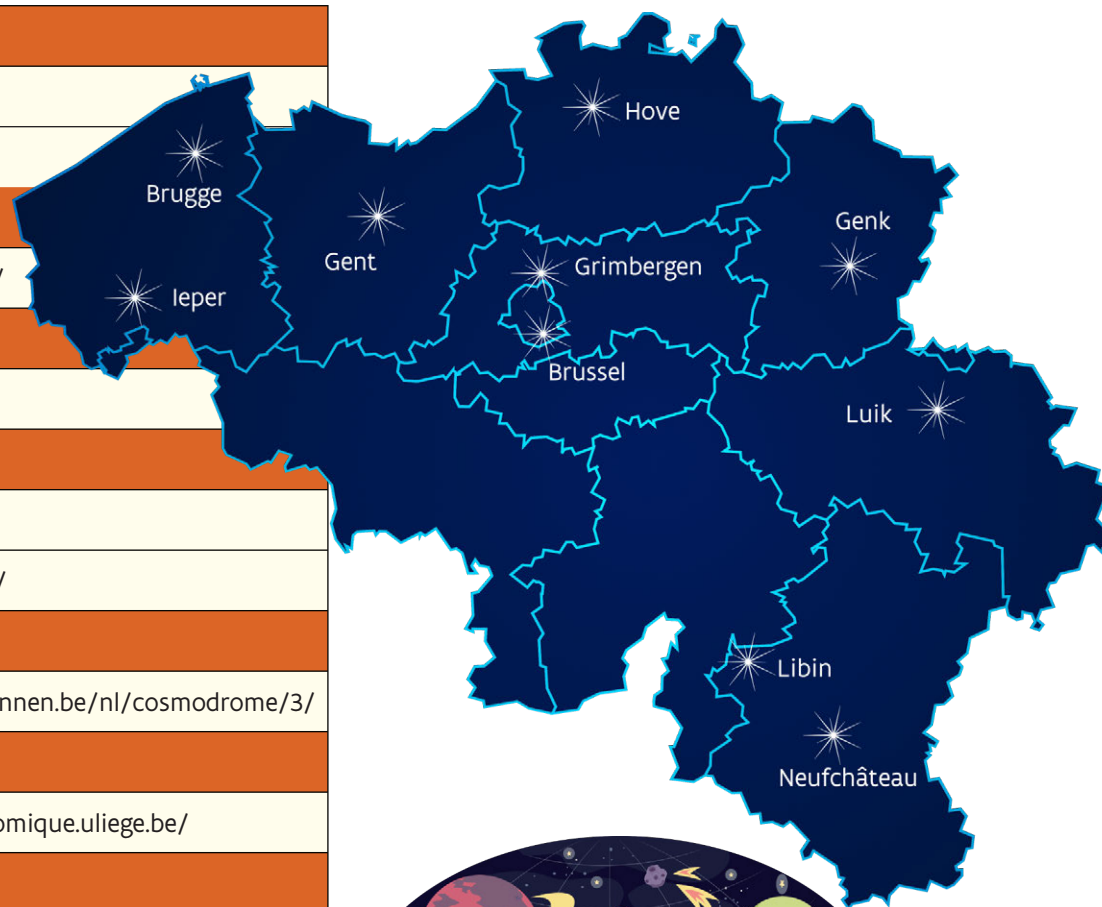 Hove
Brugge
Genk
Gent
Grimbergen
/
Ieper
Brussel
Luik
/
Libin
nnen.be/nl/cosmodrome/3/
Neufchâteau
omique.uliege.be/